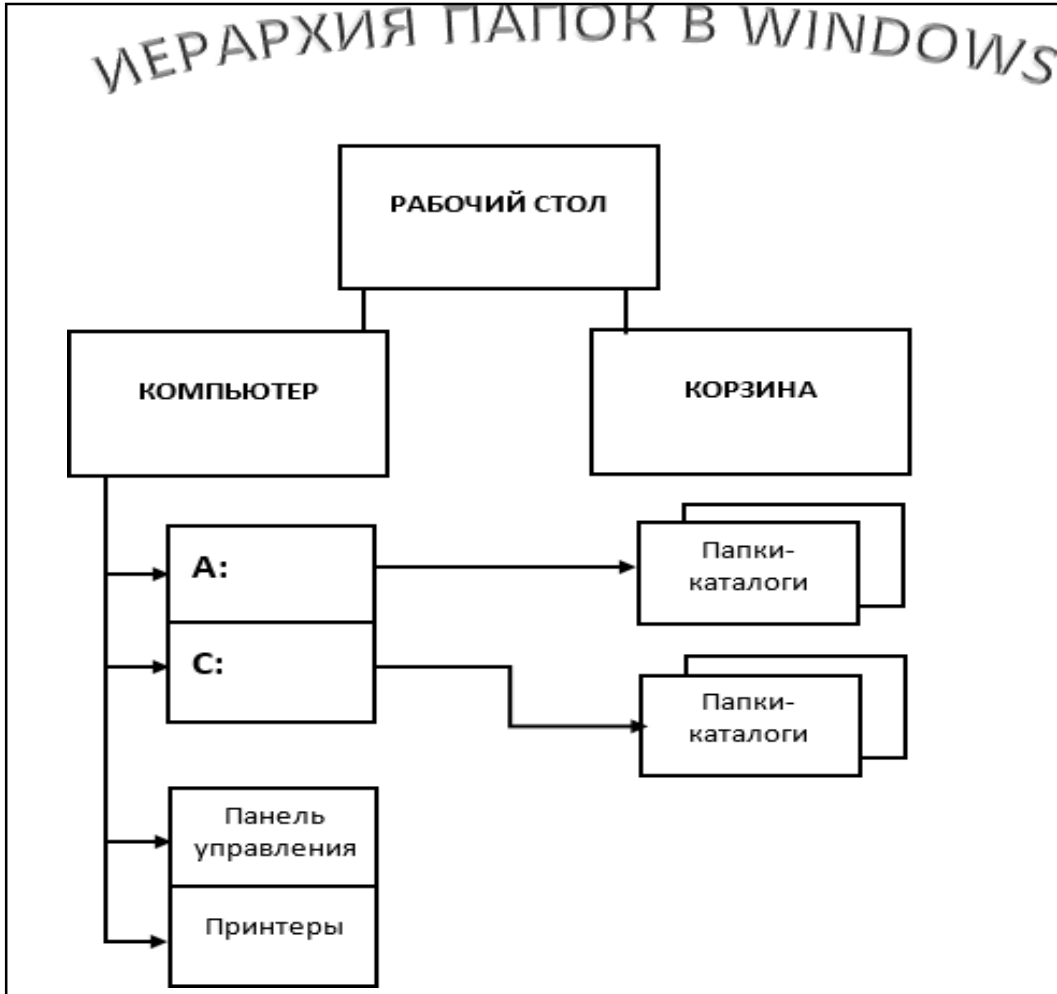 ИЕРАРХИЯ ПАПОК В WINDOWS
РАБОЧИЙ СТОЛ
КОМПЬЮТЕР
КОРЗИНА
A:
Папки-
каталоги
C:
Папки-
каталоги
Панель
управления
Принтеры